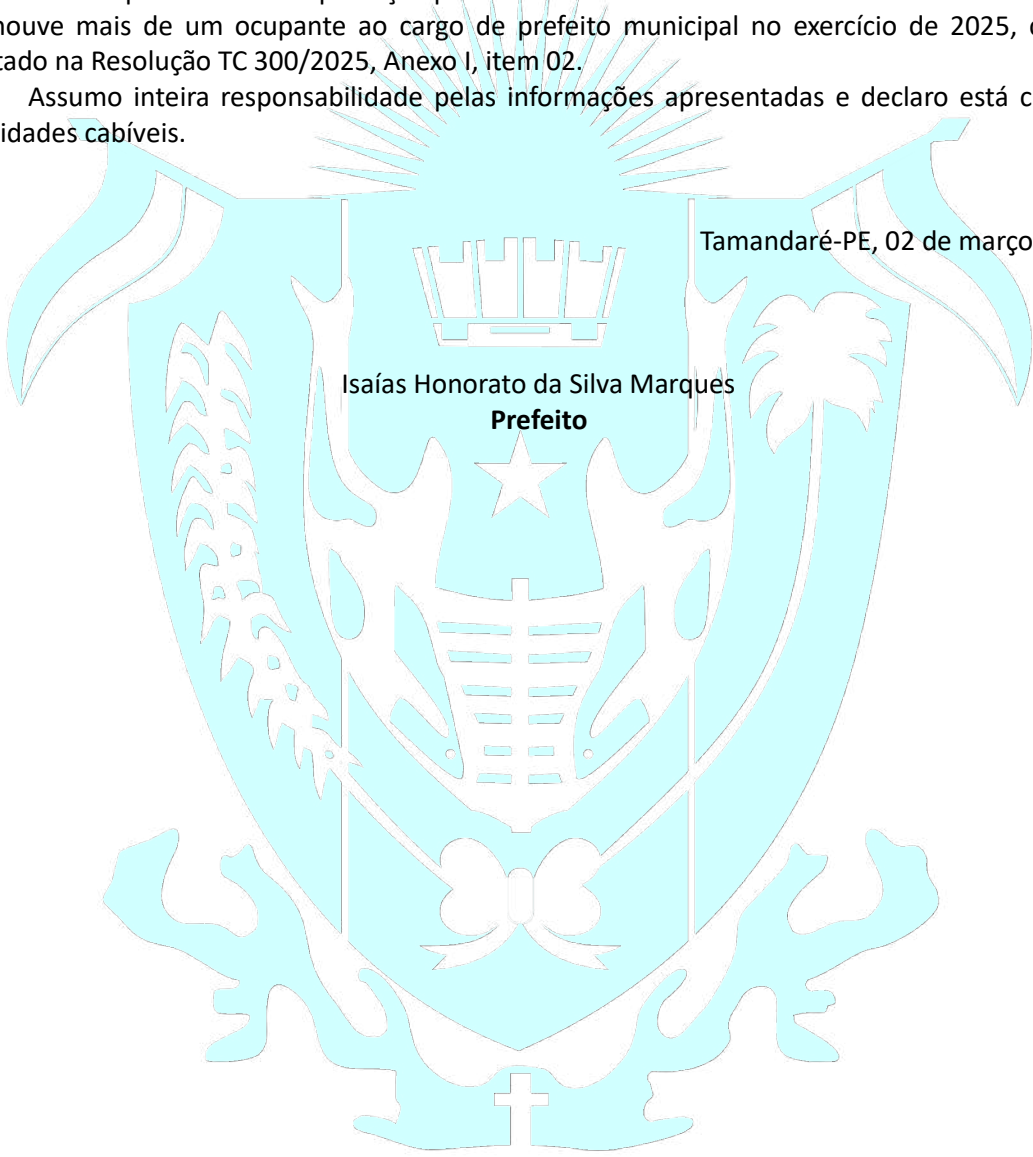 houve mais de um ocupante ao cargo de prefeito municipal no exercício de 2025,
tado na Resolução TC 300/2025, Anexo I, item 02.
Assumo inteira responsabilidade pelas informações apresentadas e declaro está
idades cabíveis.
Tamandaré-PE, 02 de março
Isaías Honorato da Silva Marques
Prefeito